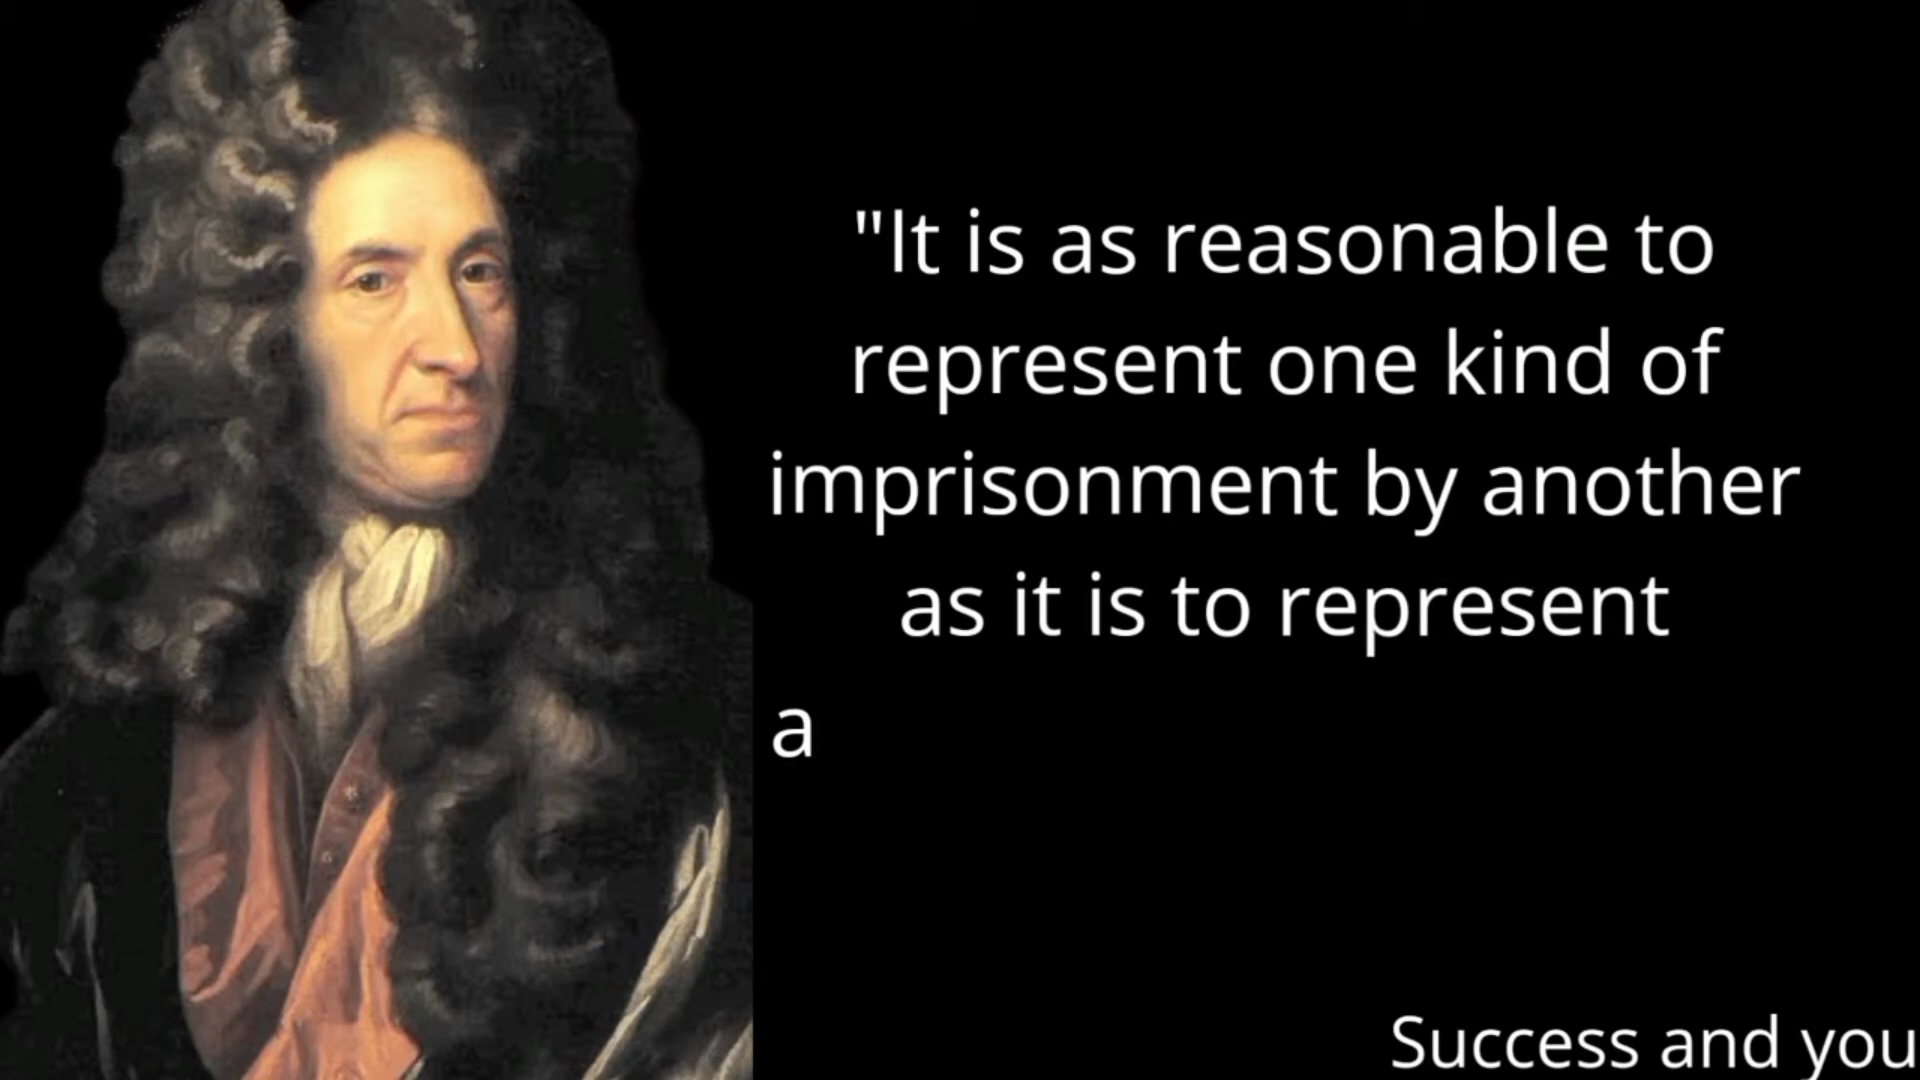 "It is as reasonable to
represent one kind of
imprisonment by another
as it is to represent
a
Success and you